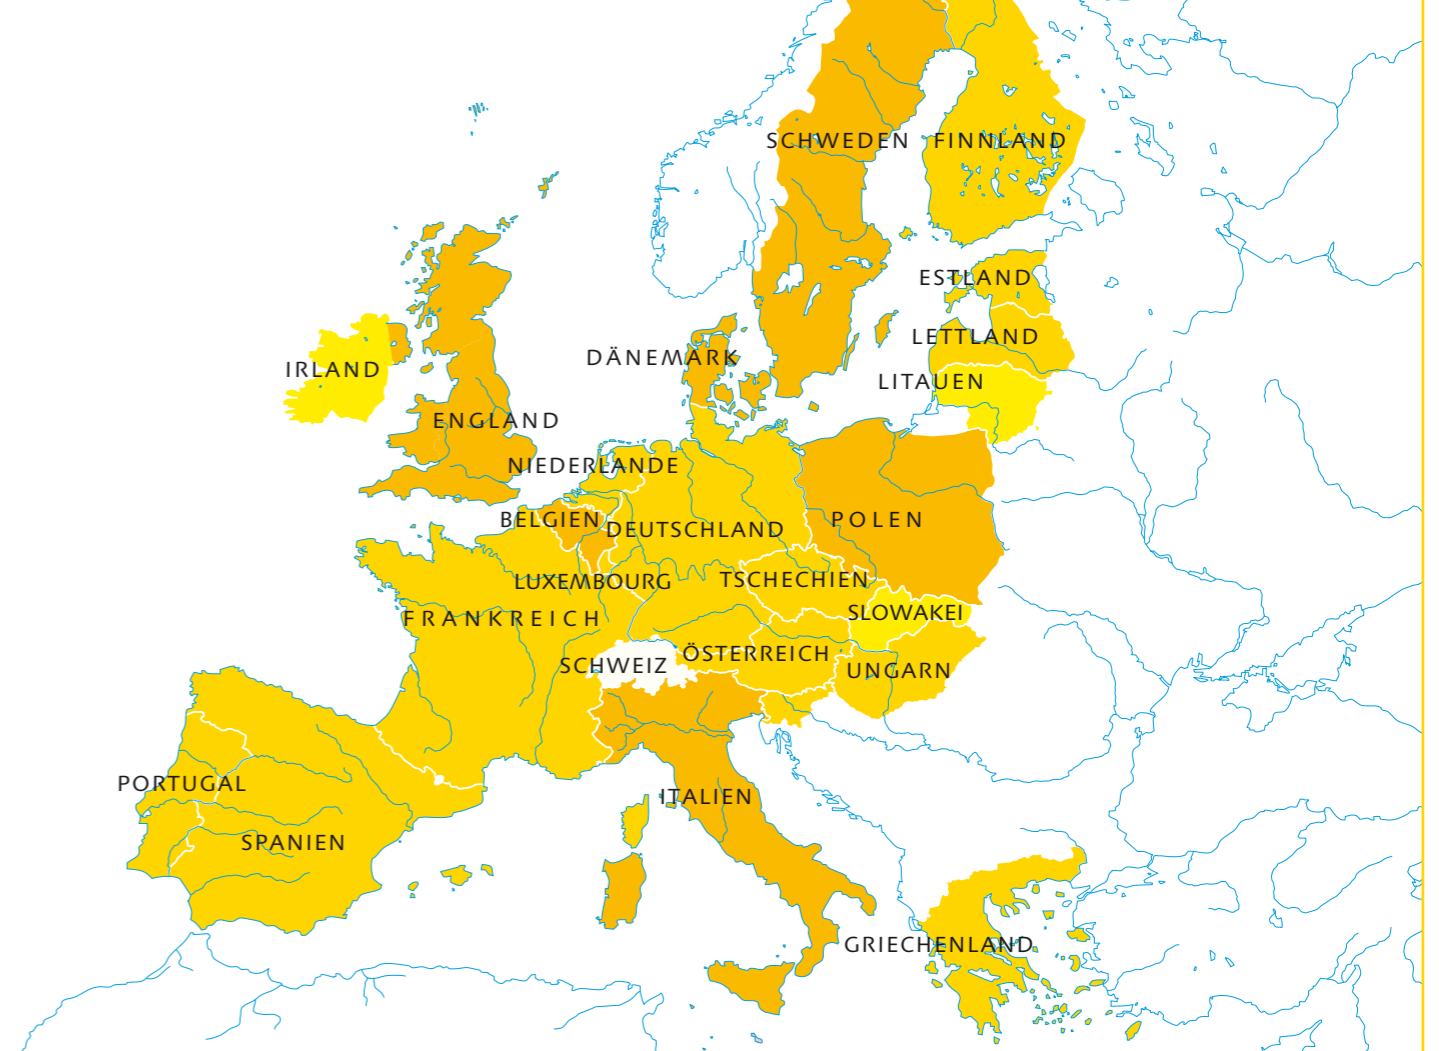 SCHWEDEN
FINNLAND
ESTLAND
LETTLAND
DÄNEMARK
IRLAND
LITAUEN
ENGLAND
NIEDERLANDE
BELGIEN
DEUTSCHLAND
POLEN
LUXEMBOURG
TSCHECHIEN
FRANKREICH
SLOWAKEI
SCHWEIZ
ÖSTERREICH
UNGARN
PORTUGAL
ITALIEN
SPANIEN
GRIECHENLAND